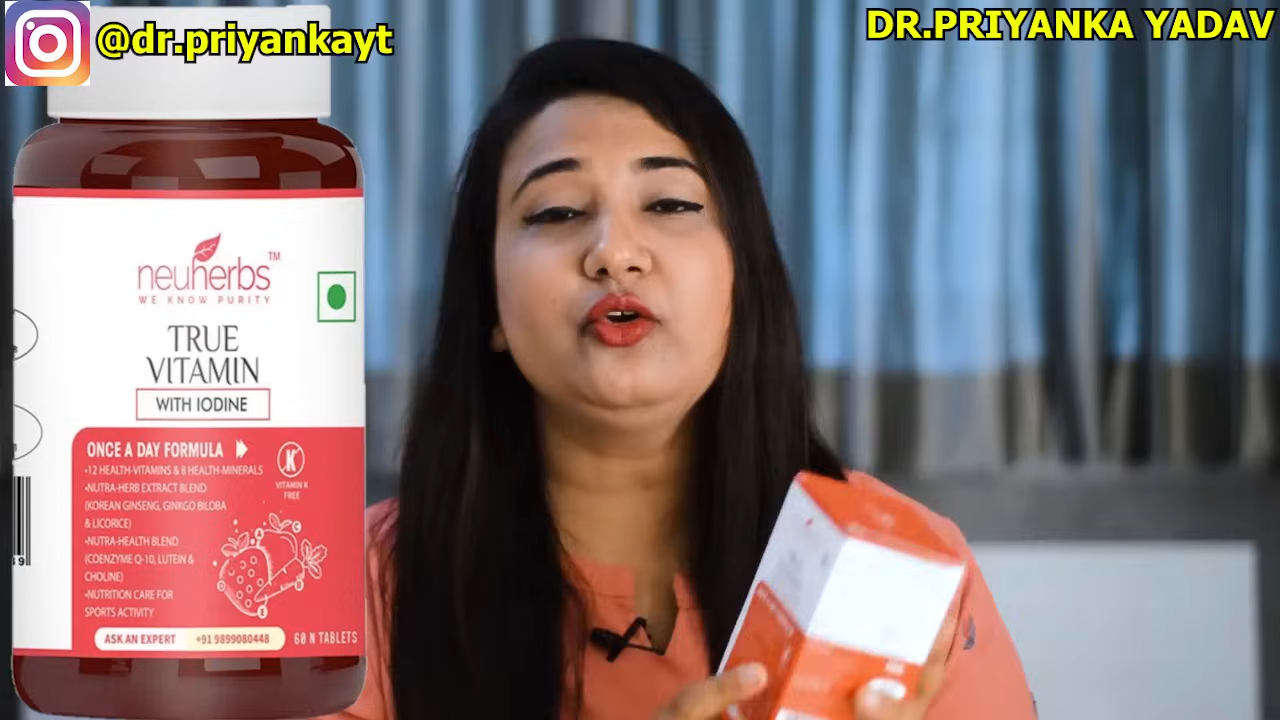 @dr.priyankayt
DR.PRIYANKA YADAV
neuherbs™
WE KNOW PURITY
TRUE
VITAMIN
WITH IODINE
ONCE A DAY FORMULA
•12 HEALTH-VITAMINS & 8 HEALTH-MINERALS
•NUTRA-HERB EXTRACT BLEND
(KOREAN GINSENG, GINKGO BILOBA
& LICORICE)
•NUTRA-HEALTH BLEND
(COENZYME Q-10, LUTEIN &
CHOLINE)
•NUTRITION CARE FOR
SPORTS ACTIVITY
K
VITAMIN K
FREE
ASK AN EXPERT +91 9899080448
60 N TABLETS